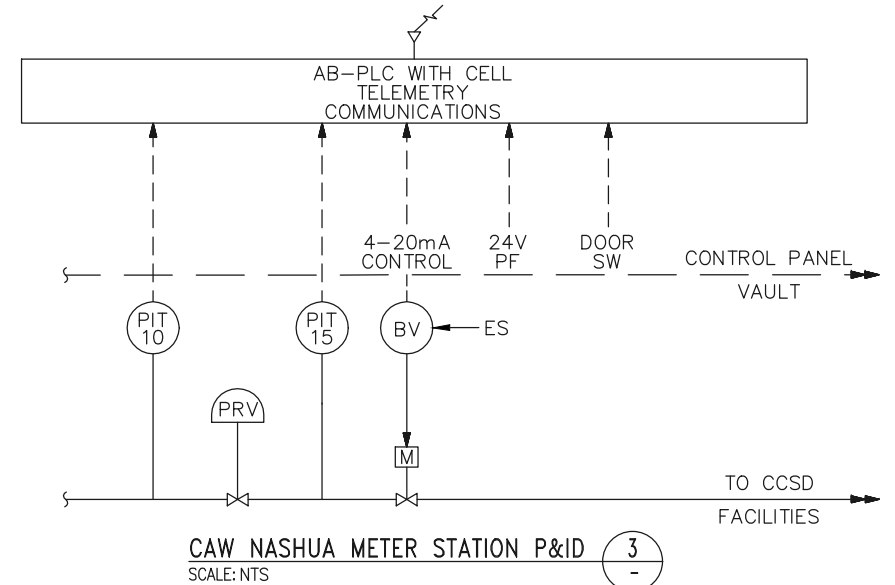 AB-PLC WITH CELL
TELEMETRY
COMMUNICATIONS
4-20mA
CONTROL
24V
PF
DOOR
SW
CONTROL PANEL
VAULT
PIT
10
PIT
15
BV
ES
PRV
M
TO CCSD
FACILITIES
CAW NASHUA METER STATION P&ID
3
-
SCALE: NTS